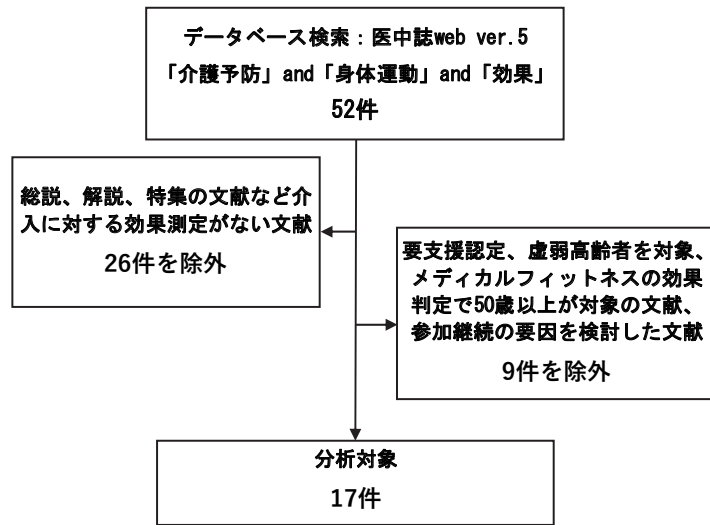 データベース検索：医中誌web ver.5
「介護予防」and「身体運動」and「効果」
52件
総説、解説、特集の文献など介
入に対する効果測定がない文献
26件を除外
要支援認定、虚弱高齢者を対象、
メディカルフィットネスの効果
判定で50歳以上が対象の文献、
参加継続の要因を検討した文献
9件を除外
分析対象
17件